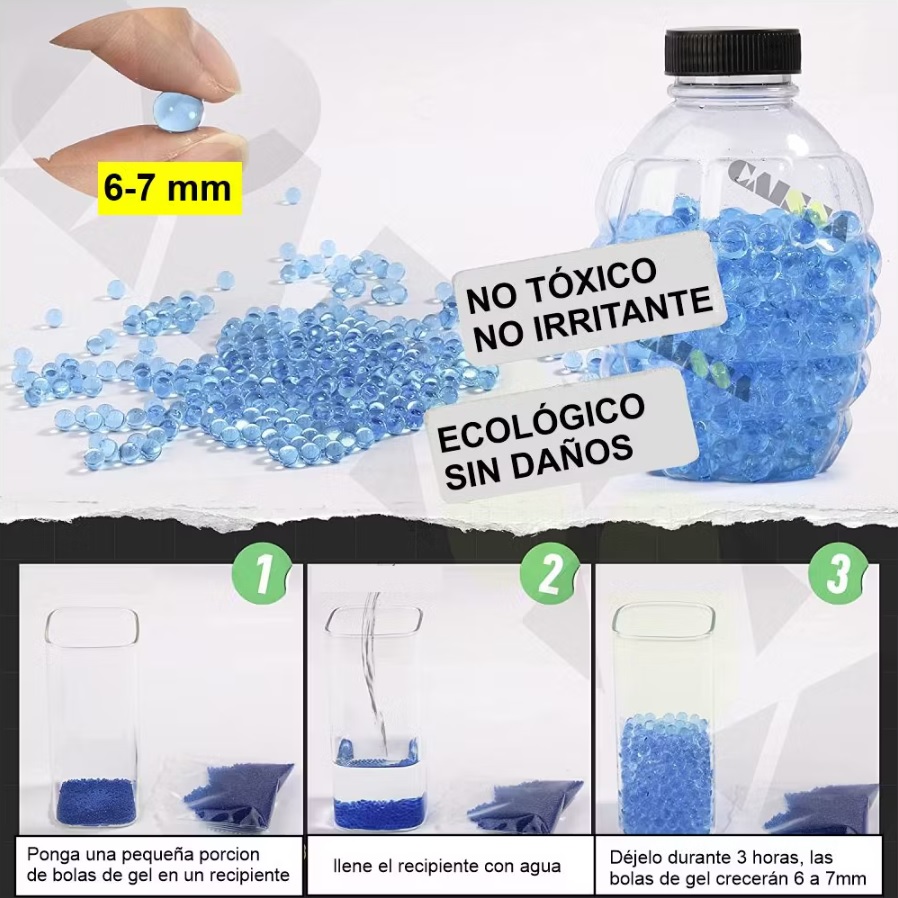 6-7 mm
NO TÓXICO
NO IRRITANTE
ECOLÓGICO
SIN DAÑOS
1
2
3
Ponga una pequeña porcion
de bolas de gel en un recipiente
llene el recipiente con agua
Déjelo durante 3 horas, las
bolas de gel crecerán 6 a 7mm